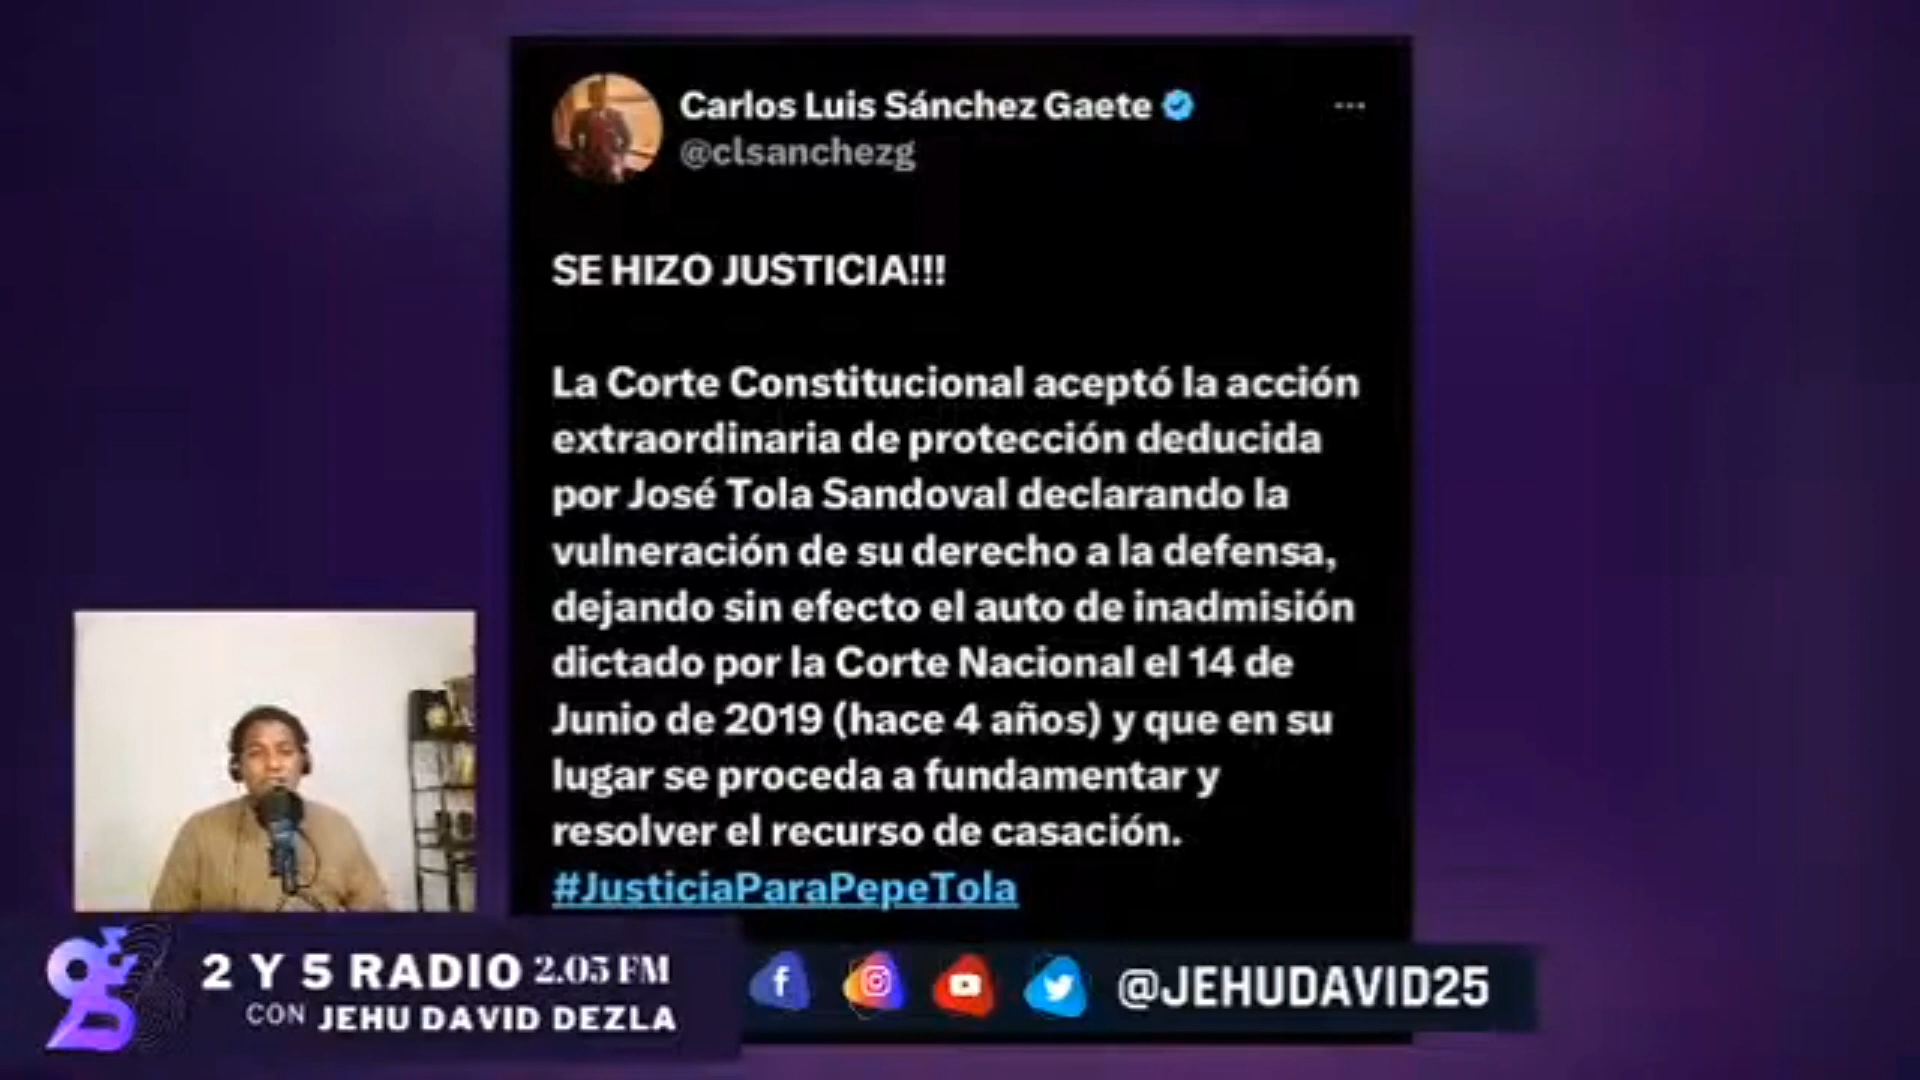 Carlos Luis Sánchez Gaete
@clsanchezg
SE HIZO JUSTICIA!!!
La Corte Constitucional aceptó la acción
extraordinaria de protección deducida
por José Tola Sandoval declarando la
vulneración de su derecho a la defensa,
dejando sin efecto el auto de inadmisión
dictado por la Corte Nacional el 14 de
Junio de 2019 (hace 4 años) y que en su
lugar se proceda a fundamentar y
resolver el recurso de casación.
#JusticiaParaPepeTola
2 Y 5 RADIO 2.05 FM
CON JEHU DAVID DEZLA
@JEHUDAVID25